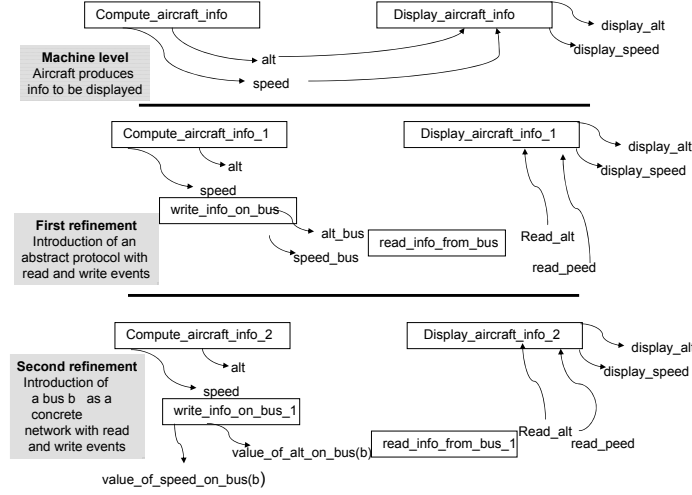 Compute_aircraft_info
Display_aircraft_info
display_alt
display_speed
Machine level
Aircraft produces
info to be displayed
alt
speed
Compute_aircraft_info_1
Display_aircraft_info_1
display_alt
display_speed
alt
speed
write_info_on_bus
First refinement
Introduction of an
abstract protocol with
read and write events
alt_bus
speed_bus
read_info_from_bus
Read_alt
read_peed
Compute_aircraft_info_2
Display_aircraft_info_2
display_al
display_speed
Second refinement
Introduction of
a bus b as a
concrete
network with read
and write events
alt
speed
write_info_on_bus_1
value_of_alt_on_bus(b)
value_of_speed_on_bus(b)
read_info_from_bus_1
Read_alt
read_peed